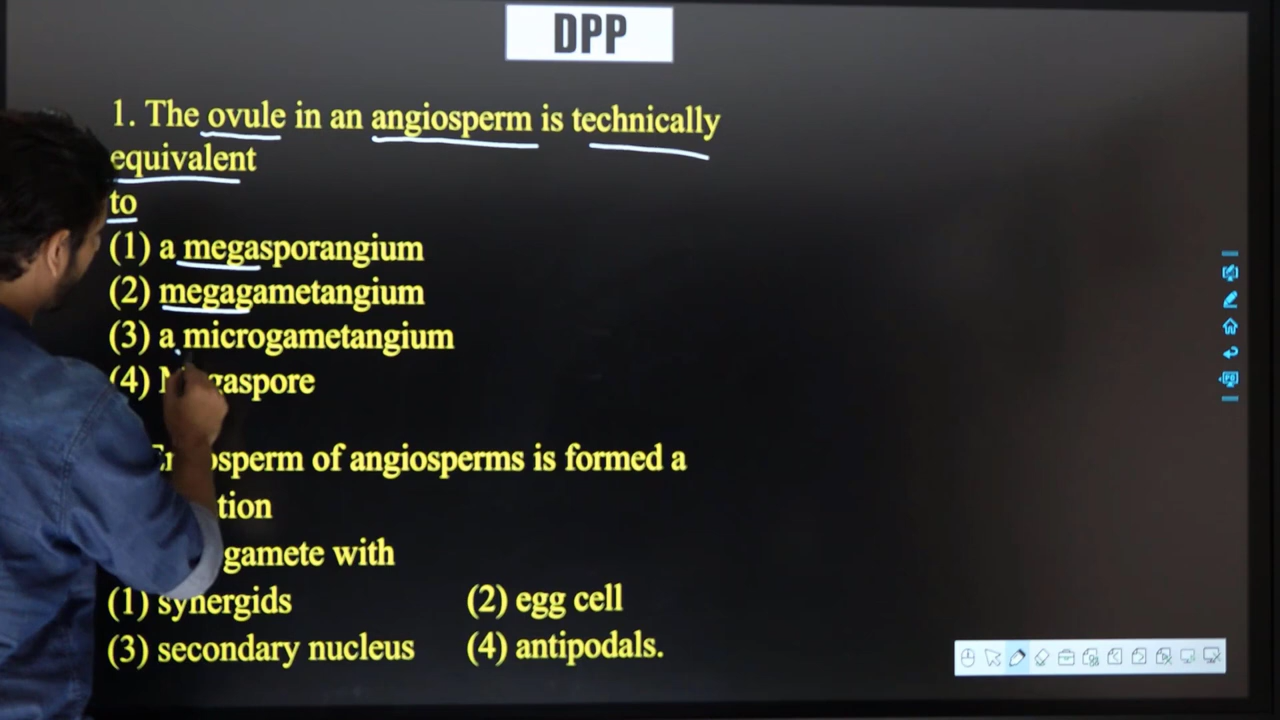 DPP
1. The ovule in an angiosperm is technically
equivalent
to
(1) a megasporangium
(2) megagametangium
(3) a microgametangium
(4)
osperm of angiosperms is formed a
tion
gamete with
(1) synergids (2) egg cell
(3) secondary nucleus (4) antipodals.